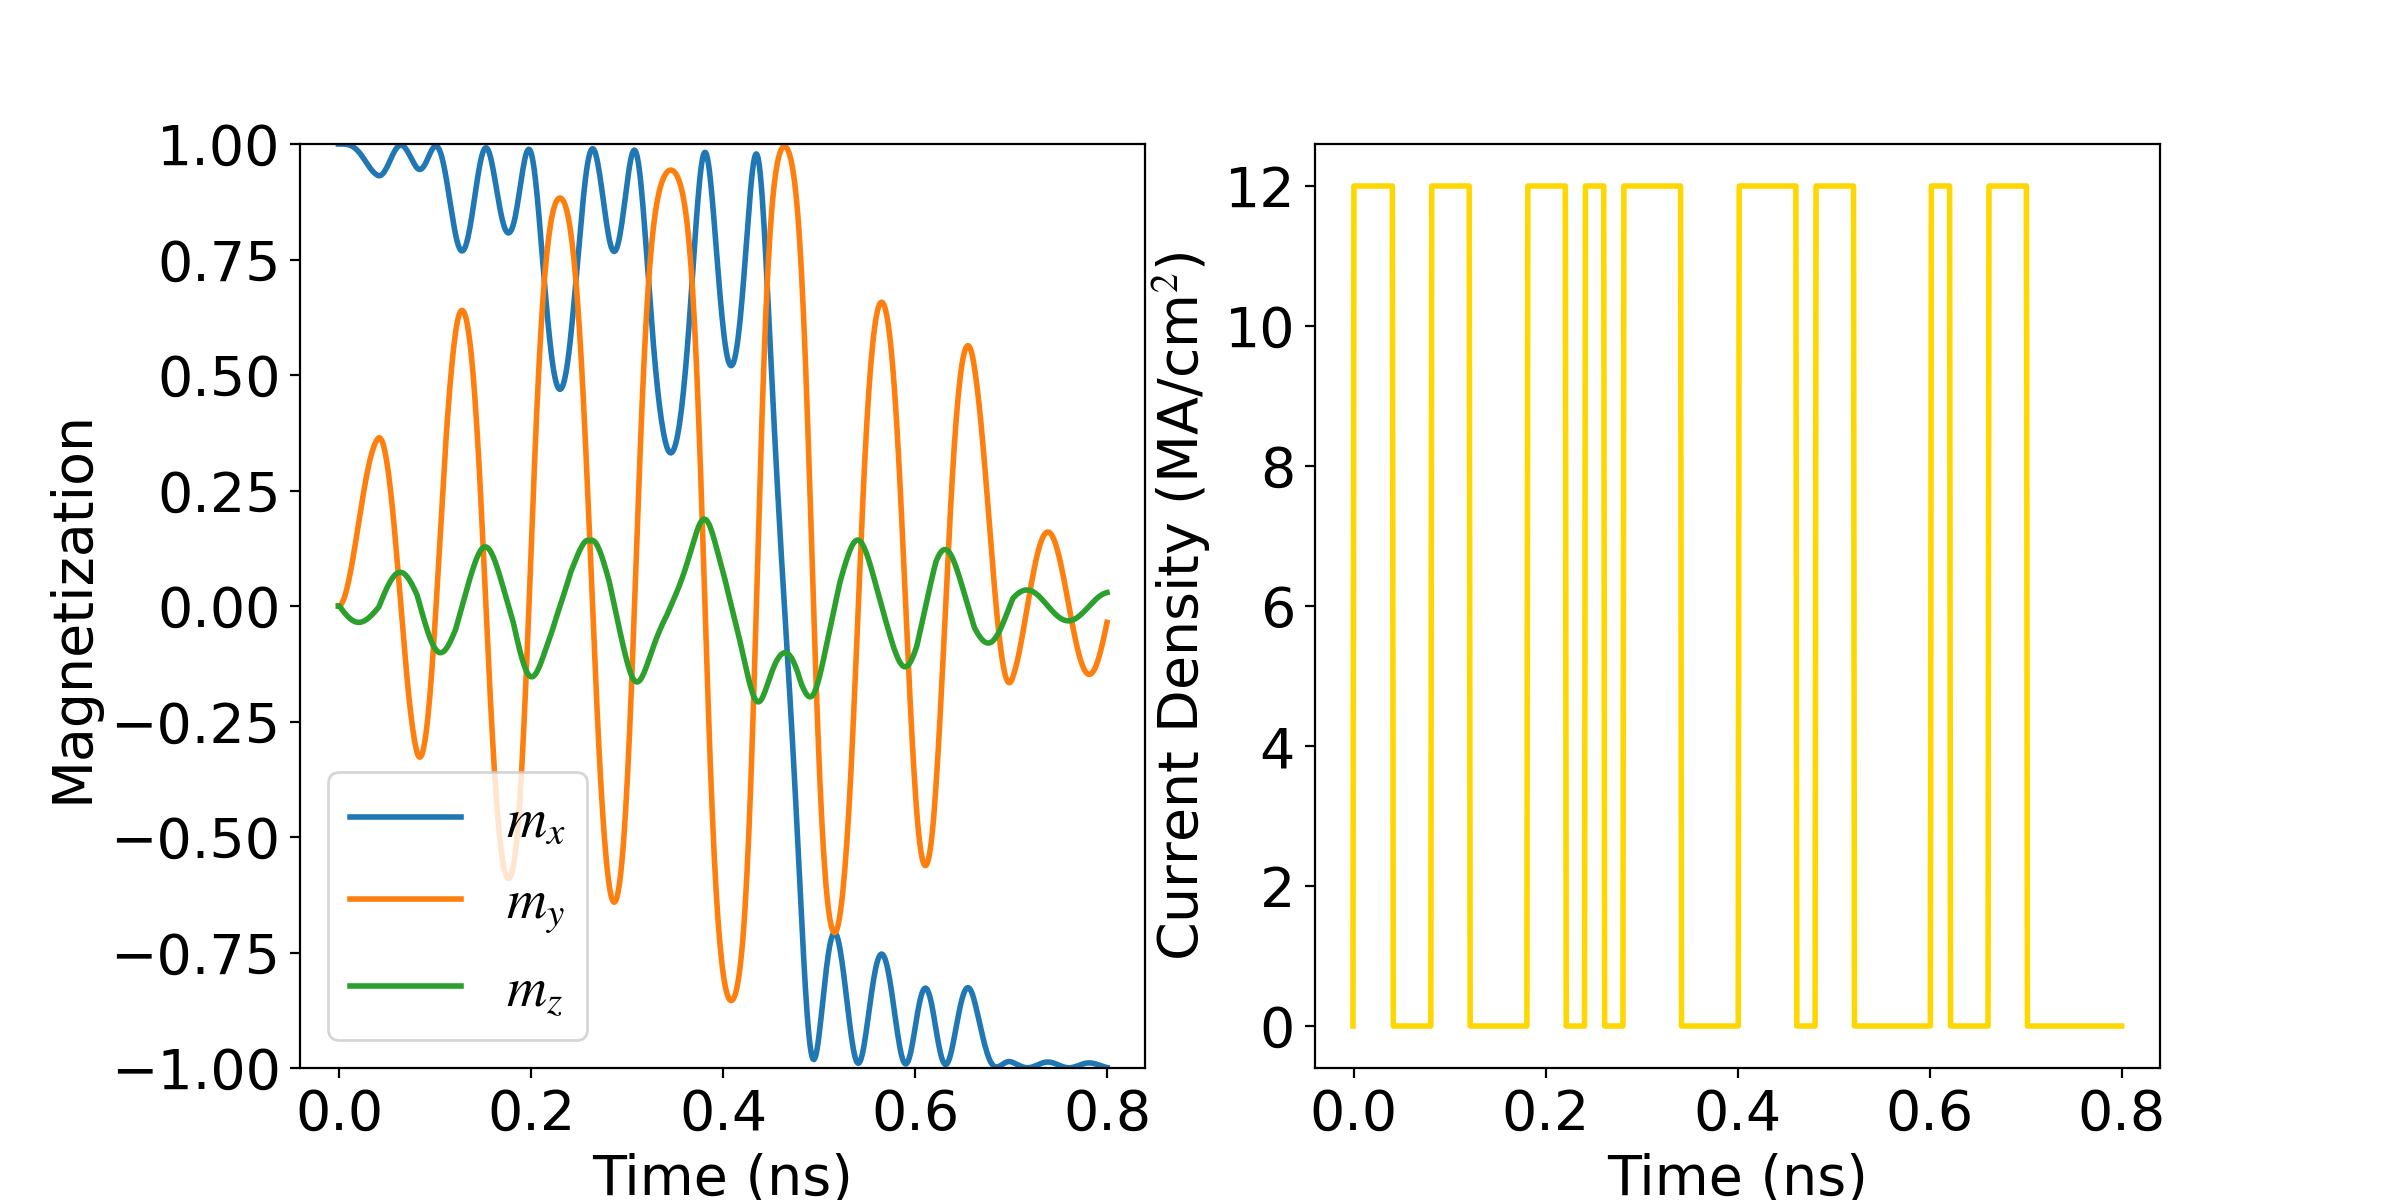 Magnetization
1.00
0.75
0.50
0.25
0.00
−0.25
−0.50
−0.75
−1.00
m_x
m_y
m_z
0.0 0.2 0.4 0.6 0.8
Time (ns)
Current Density (MA/cm²)
12
10
8
6
4
2
0
0.0 0.2 0.4 0.6 0.8
Time (ns)